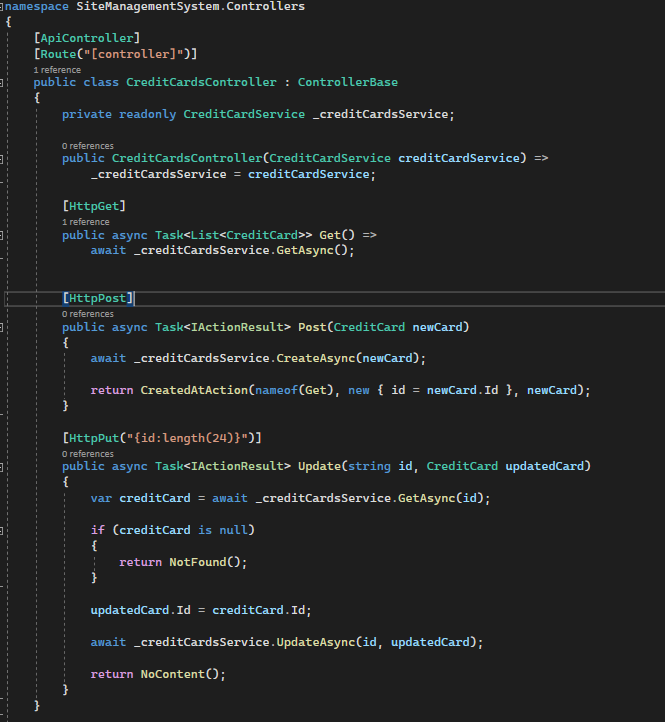 namespace SiteManagementSystem.Controllers
{
[ApiController]
[Route("[controller]")]
1 reference
public class CreditCardsController : ControllerBase
{
private readonly CreditCardService _creditCardsService;
0 references
public CreditCardsController(CreditCardService creditCardService) =>
_creditCardsService = creditCardService;
[HttpGet]
1 reference
public async Task<List<CreditCard>> Get() =>
await _creditCardsService.GetAsync();
[HttpPost]
0 references
public async Task<IActionResult> Post(CreditCard newCard)
{
await _creditCardsService.CreateAsync(newCard);
return CreatedAtAction(nameof(Get), new { id = newCard.Id }, newCard);
}
[HttpPut("{id:length(24)}")]
0 references
public async Task<IActionResult> Update(string id, CreditCard updatedCard)
{
var creditCard = await _creditCardsService.GetAsync(id);
if (creditCard is null)
{
return NotFound();
}
updatedCard.Id = creditCard.Id;
await _creditCardsService.UpdateAsync(id, updatedCard);
return NoContent();
}
}